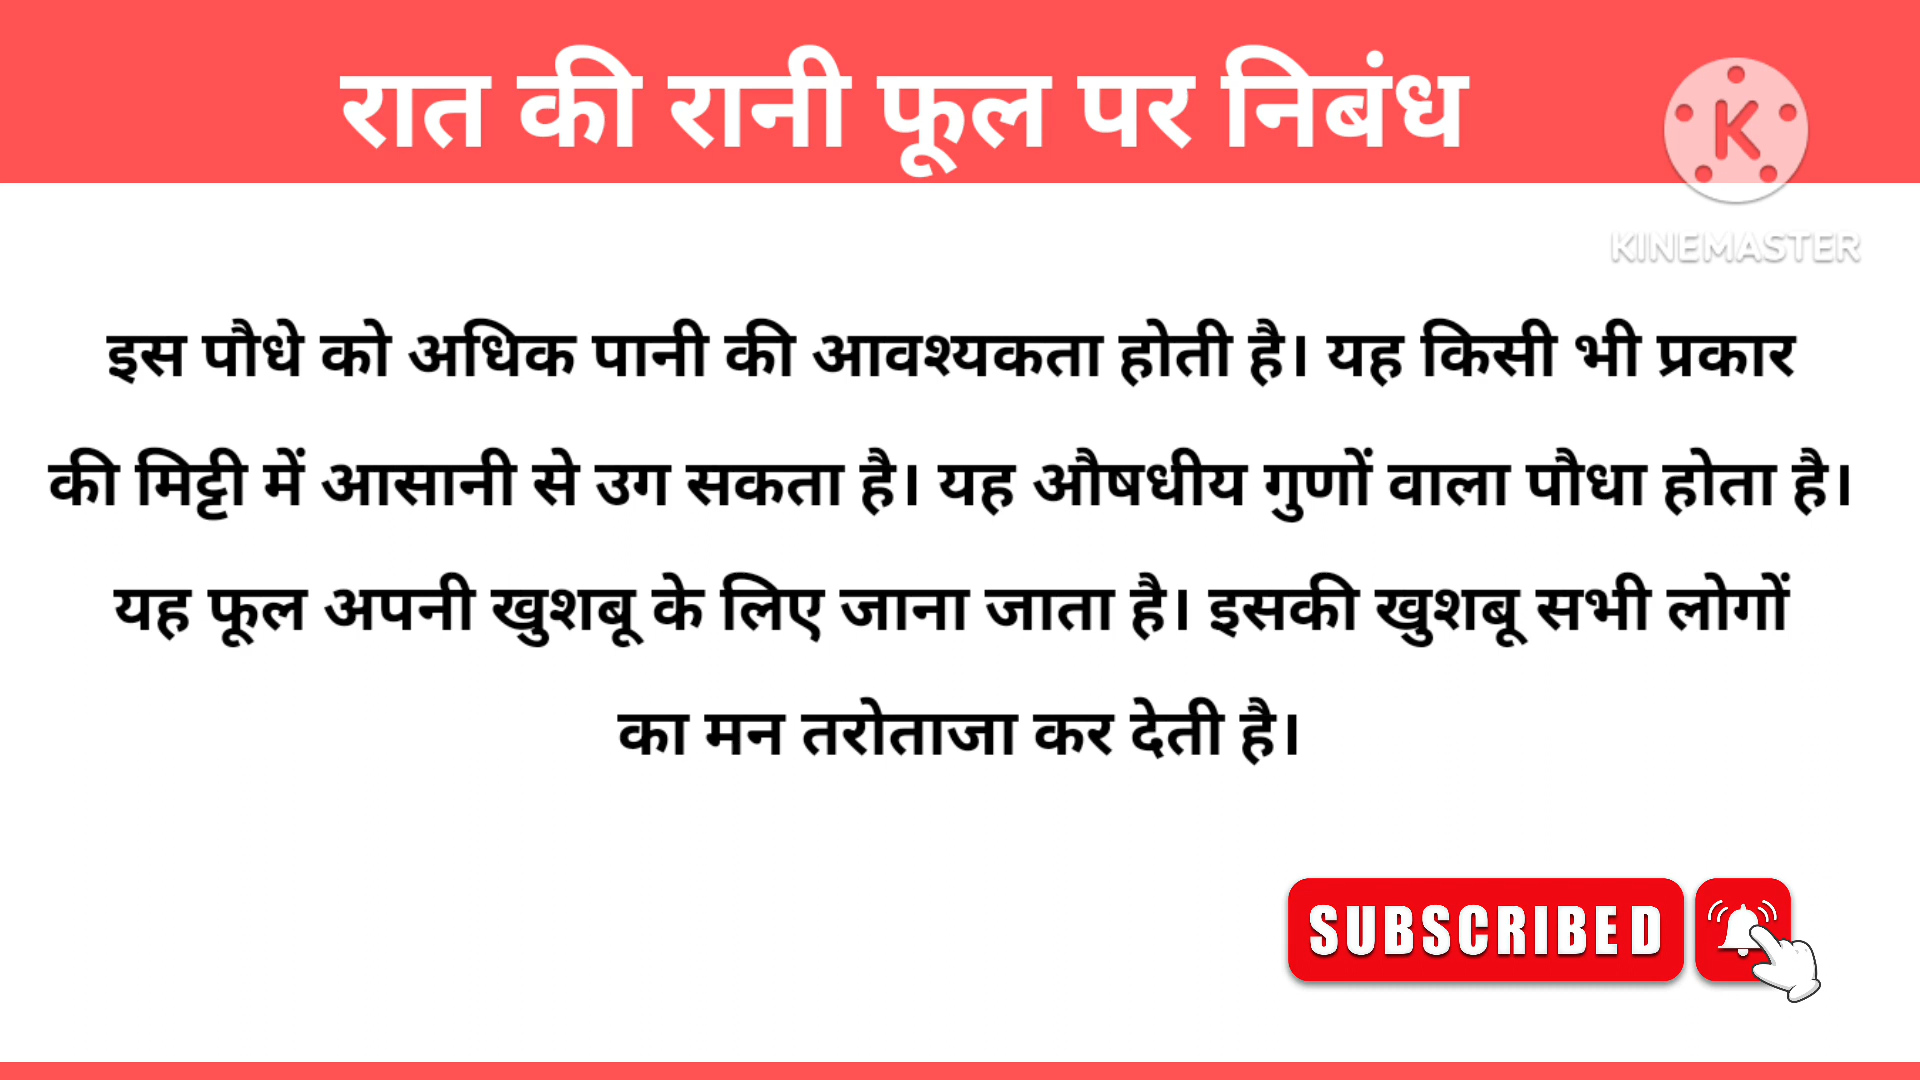 रात की रानी फूल पर निबंध
K
KINEMASTER
इस पौधे को अधिक पानी की आवश्यकता होती है। यह किसी भी प्रकार
की मिट्टी में आसानी से उग सकता है। यह औषधीय गुणों वाला पौधा होता है।
यह फूल अपनी खुशबू के लिए जाना जाता है। इसकी खुशबू सभी लोगों
का मन तरोताजा कर देती है।
SUBSCRIBED